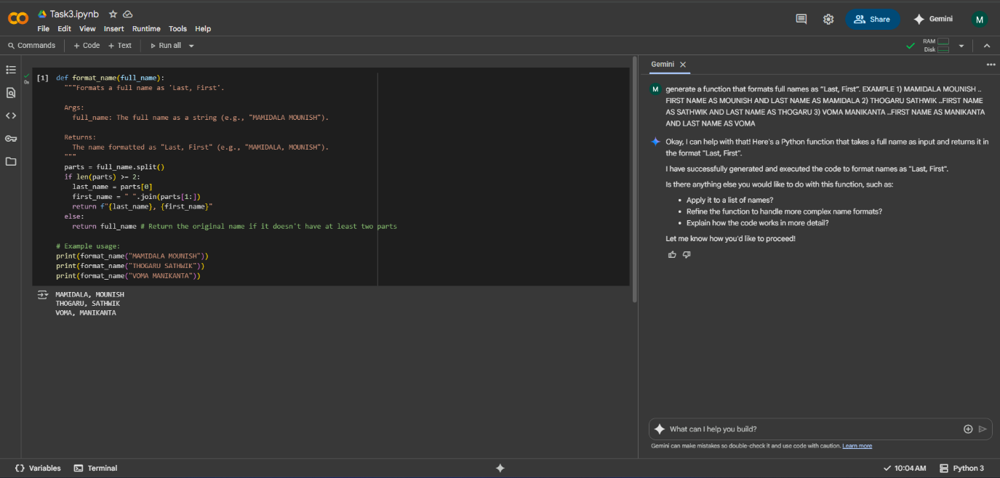 Task3.ipynb
File Edit View Insert Runtime Tools Help
Share
Gemini
M
Commands + Code + Text Run all
RAM
Disk
[1] def format_name(full_name):
"""Formats a full name as 'Last, First'.
Args:
full_name: The full name as a string (e.g., "MAMIDALA MOUNISH").
Returns:
The name formatted as "Last, First" (e.g., "MAMIDALA, MOUNISH").
"""
parts = full_name.split()
if len(parts) >= 2:
last_name = parts[0]
first_name = " ".join(parts[1:])
return f"{last_name}, {first_name}"
else:
return full_name # Return the original name if it doesn't have at least two parts
# Example usage:
print(format_name("MAMIDALA MOUNISH"))
print(format_name("THOGARU SATHWIK"))
print(format_name("VOMA MANIKANTA"))
0s
MAMIDALA, MOUNISH
THOGARU, SATHWIK
VOMA, MANIKANTA
Gemini
M
generate a function that formats full names as “Last, First”. EXAMPLE 1) MAMIDALA MOUNISH ..
FIRST NAME AS MOUNISH AND LAST NAME AS MAMIDALA 2) THOGARU SATHWIK ..FIRST NAME
AS SATHWIK AND LAST NAME AS THOGARU 3) VOMA MANIKANTA ..FIRST NAME AS MANIKANTA
AND LAST NAME AS VOMA
Okay, I can help with that! Here's a Python function that takes a full name as input and returns it in
the format "Last, First".
I have successfully generated and executed the code to format names as "Last, First".
Is there anything else you would like to do with this function, such as:
• Apply it to a list of names?
• Refine the function to handle more complex name formats?
• Explain how the code works in more detail?
Let me know how you'd like to proceed!
What can I help you build?
Gemini can make mistakes so double-check it and use code with caution. Learn more
Variables Terminal
10:04 AM Python 3